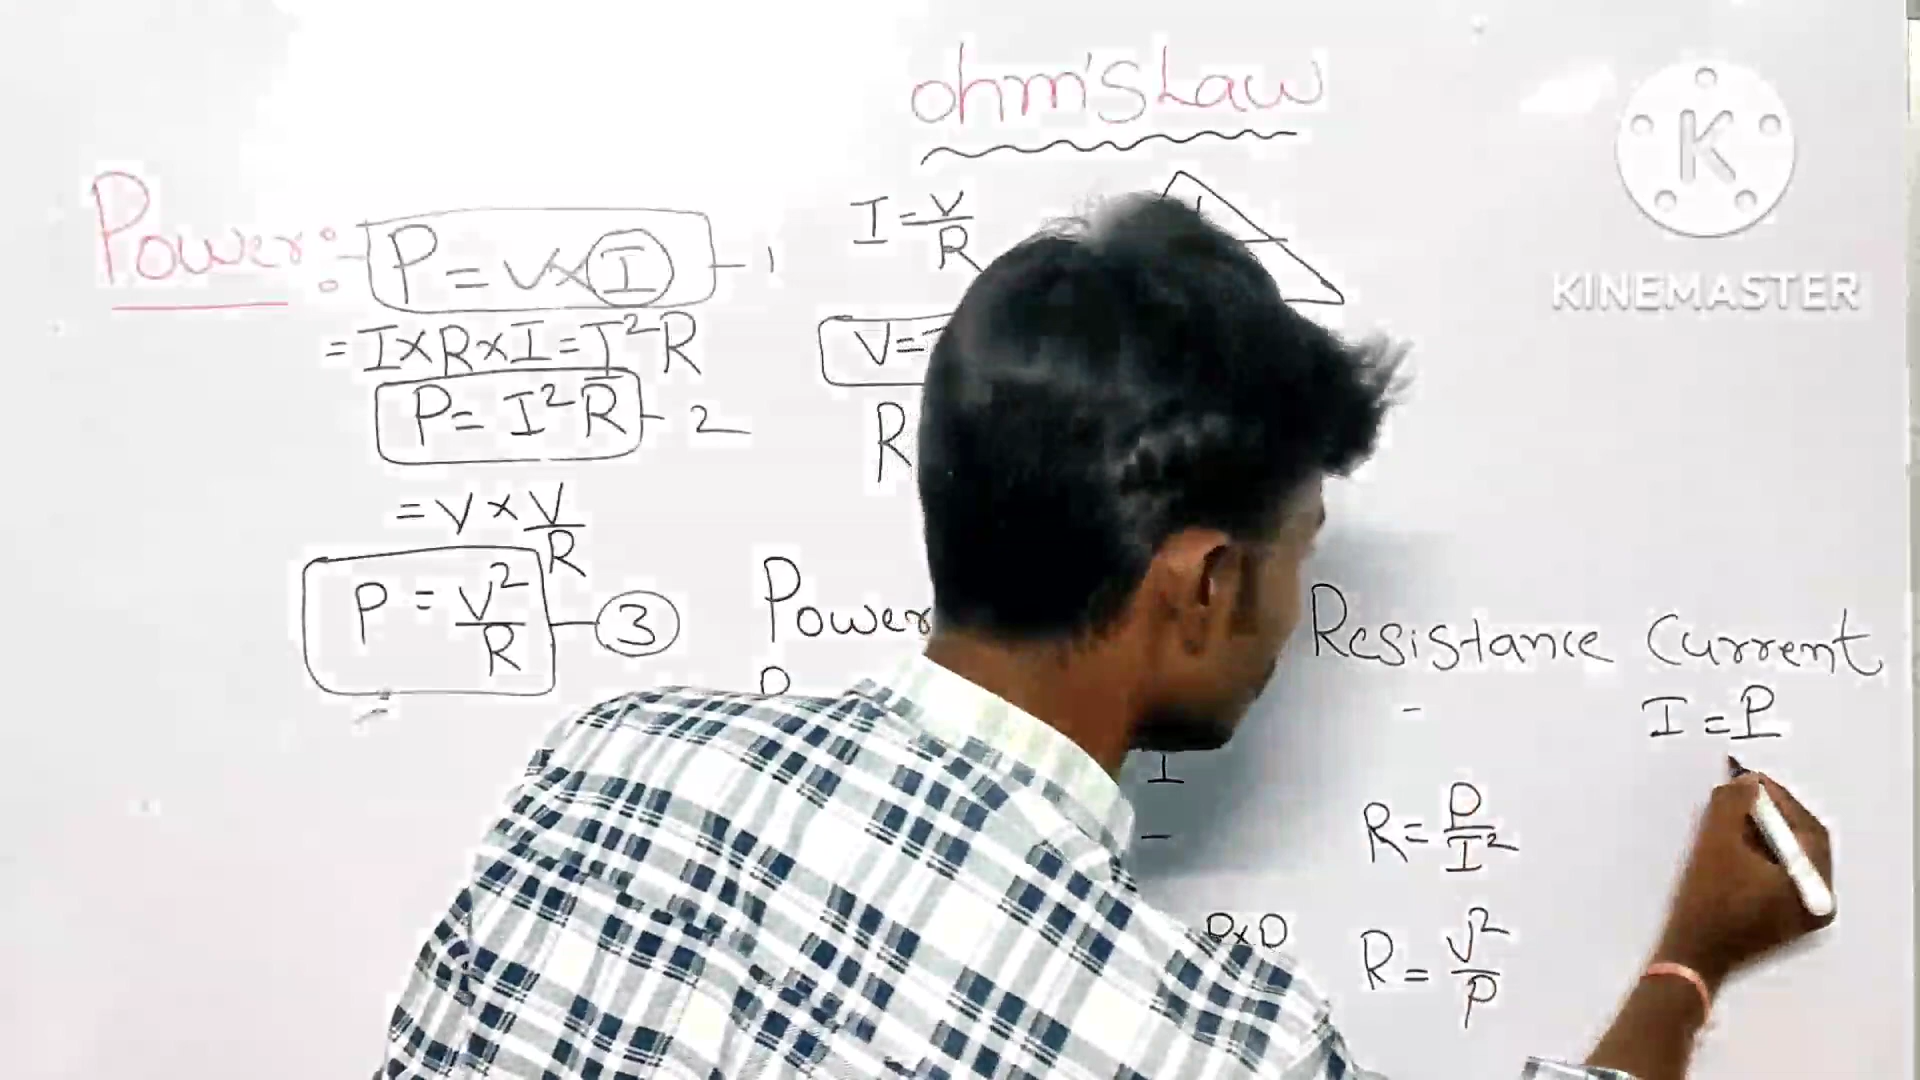 ohm's Law
K
KINEMASTER
Power:- P = V×I - 1
= I×R×I = I²R
P = I²R - 2
= V × V/R
P = V²/R - 3
I = V/R
V=
R
Power
Resistance
Current
P
I
-
-
I = P
R = P/I²
P×P
R = V²/P